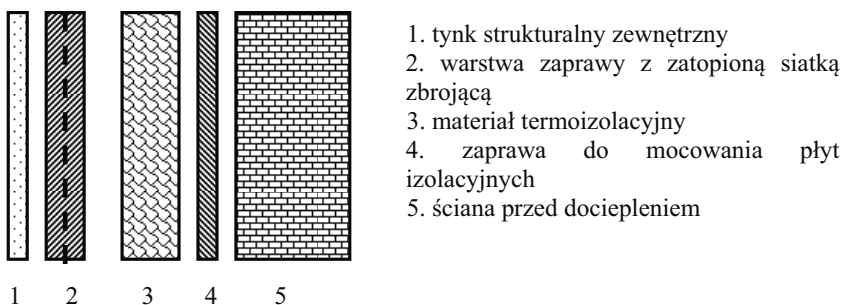 1. tynk strukturalny zewnętrzny
2. warstwa zaprawy z zatopioną siatką
zbrojącą
3. materiał termoizolacyjny
4. zaprawa do mocowania płyt
izolacyjnych
5. ściana przed dociepleniem
1 2 3 4 5